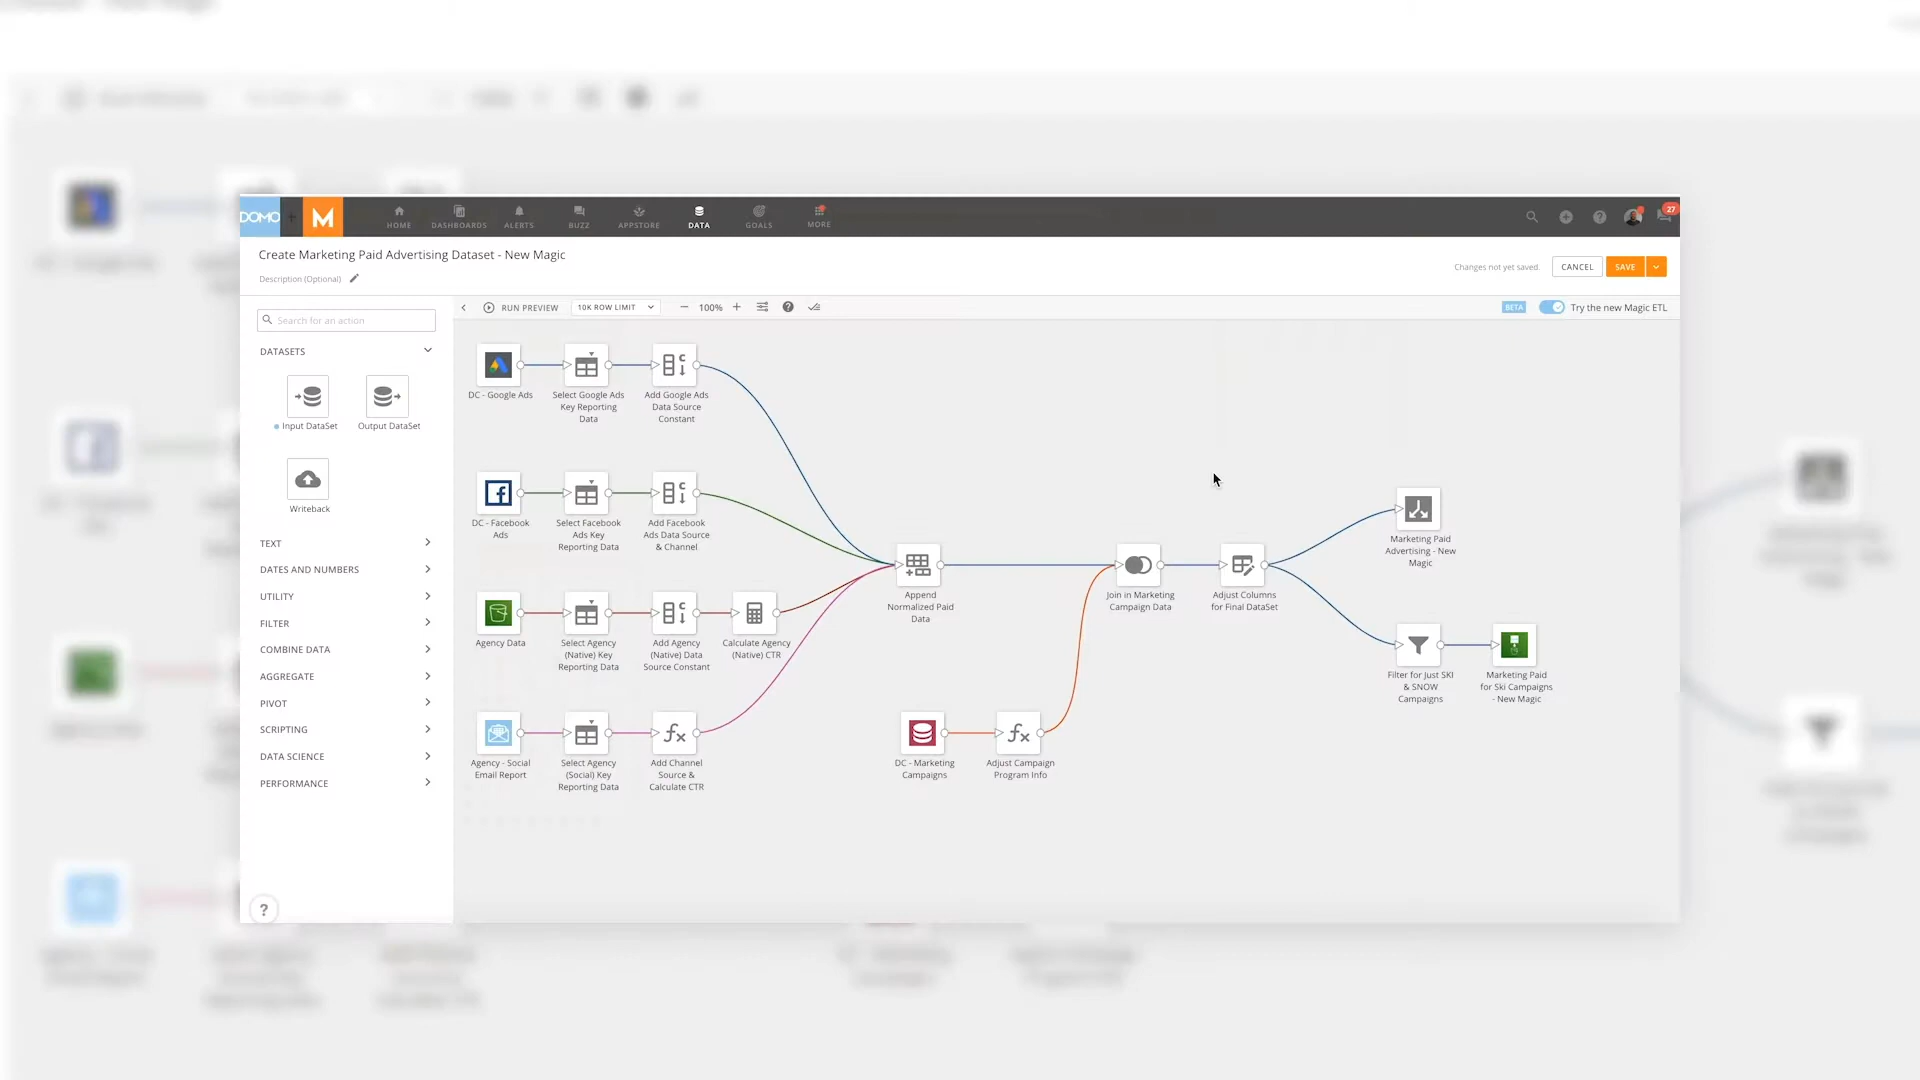 DOMO
M
HOME
DASHBOARDS
ALERTS
BUZZ
APPSTORE
DATA
GOALS
MORE
27
Create Marketing Paid Advertising Dataset - New Magic
Description (Optional)
Changes not yet saved.
CANCEL
SAVE
Search for an action
RUN PREVIEW
10K ROW LIMIT
100%
BETA
Try the new Magic ETL
DATASETS
Input DataSet
Output DataSet
Writeback
TEXT
DATES AND NUMBERS
UTILITY
FILTER
COMBINE DATA
AGGREGATE
PIVOT
SCRIPTING
DATA SCIENCE
PERFORMANCE
?
DC - Google Ads
Select Google Ads
Key Reporting
Data
Add Google Ads
Data Source
Constant
DC - Facebook
Ads
Select Facebook
Ads Key
Reporting Data
Add Facebook
Ads Data Source
& Channel
Agency Data
Select Agency
(Native) Key
Reporting Data
Add Agency
(Native) Data
Source Constant
Calculate Agency
(Native) CTR
Agency - Social
Email Report
Select Agency
(Social) Key
Reporting Data
Add Channel
Source &
Calculate CTR
Append
Normalized Paid
Data
DC - Marketing
Campaigns
Adjust Campaign
Program Info
Join in Marketing
Campaign Data
Adjust Columns
for Final DataSet
Marketing Paid
Advertising - New
Magic
Filter for Just SKI
& SNOW
Campaigns
Marketing Paid
for Ski Campaigns
- New Magic